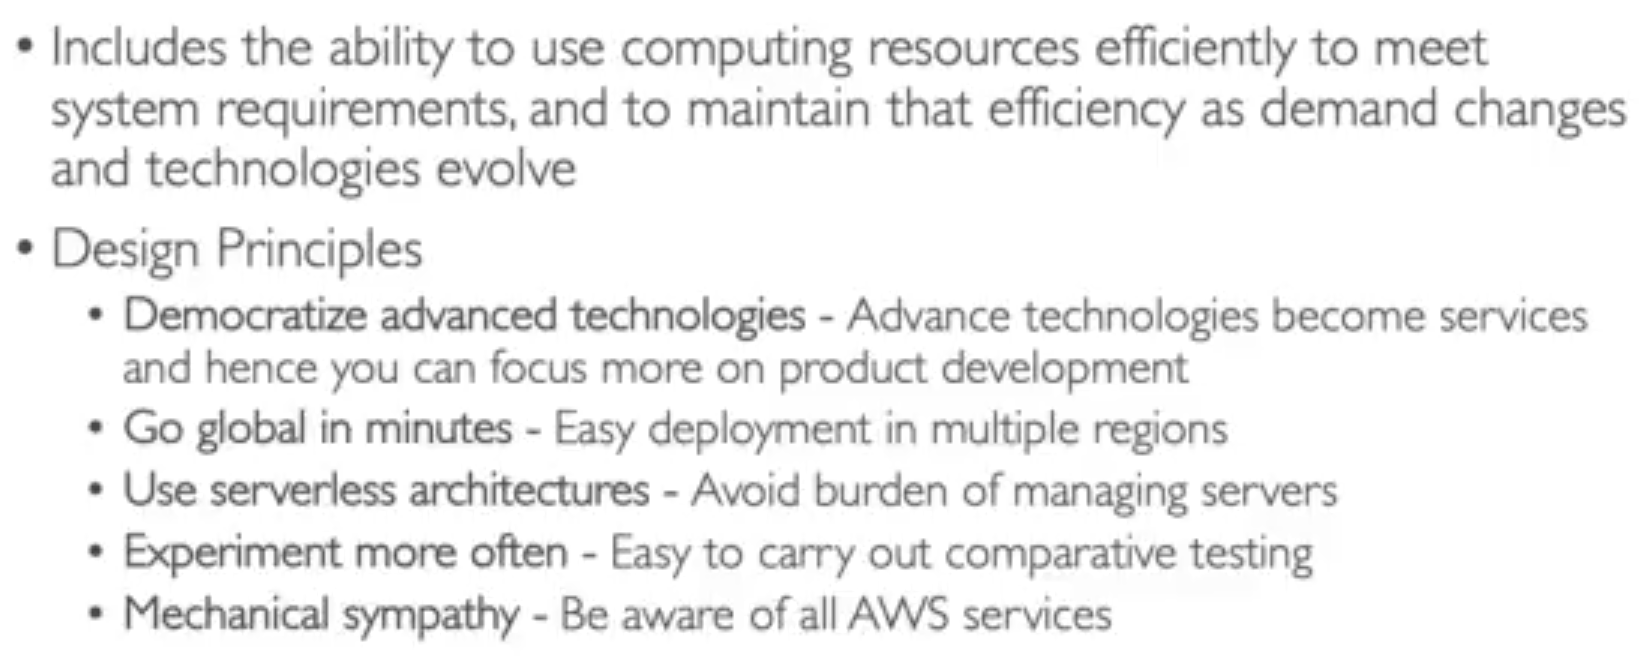 • Includes the ability to use computing resources efficiently to meet
system requirements, and to maintain that efficiency as demand changes
and technologies evolve
• Design Principles
• Democratize advanced technologies - Advance technologies become services
and hence you can focus more on product development
• Go global in minutes - Easy deployment in multiple regions
• Use serverless architectures - Avoid burden of managing servers
• Experiment more often - Easy to carry out comparative testing
• Mechanical sympathy - Be aware of all AWS services